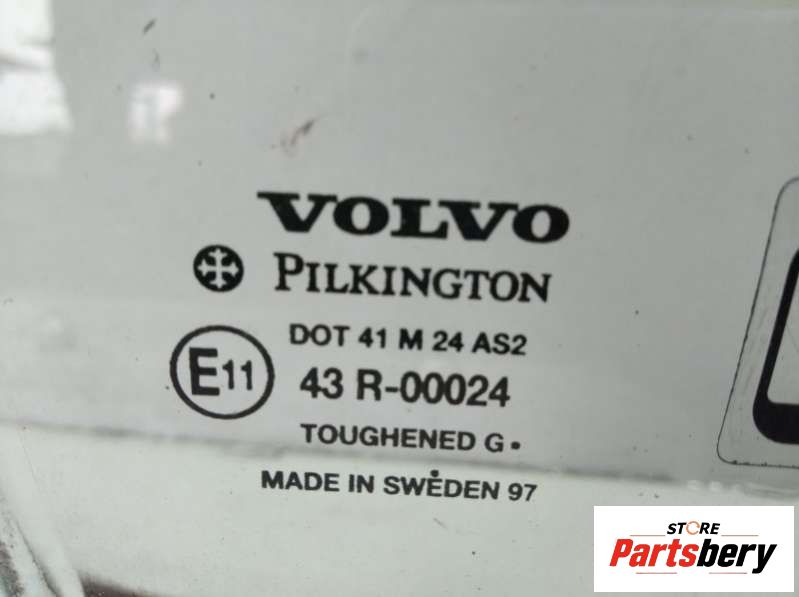 VOLVO
PILKINGTON
DOT 41 M 24 AS2
E11
43 R-00024
TOUGHENED G•
MADE IN SWEDEN 97
STORE
Partsbery